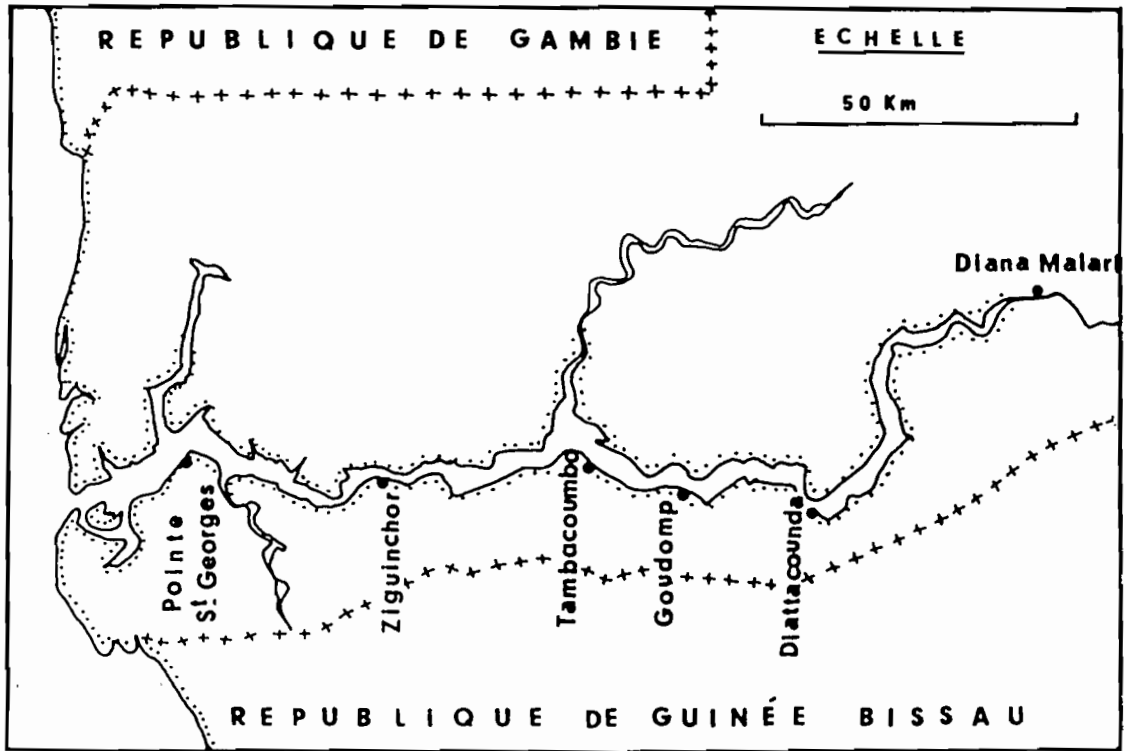 REPUBLIQUE DE GAMBIE
ECHELLE
50 Km
Diana Malari
Pointe
St Georges
Ziguinchor
Tambacoumba
Goudomp
Diattacounda
REPUBLIQUE DE GUINÉE BISSAU